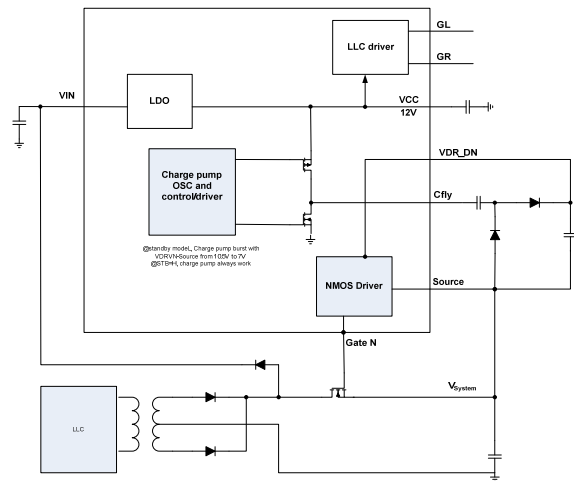 GL
LLC driver
GR
VIN
LDO
VCC
12V
VDR_DN
Charge pump
OSC and
control/driver
Cfly
@standby modeL, Charge pump burst with
VDRVN-Source from 10.5V to 7V
@STB=H, charge pump always work
NMOS Driver
Source
Gate N
VSystem
LLC